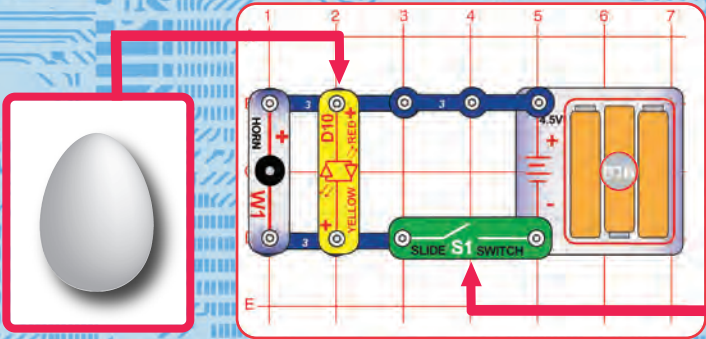 1 2 3 4 5 6 7
3 3
HORN
+
W1
D10
RED+
YELLOW
+
4.5V
+
-
3
SLIDE S1 SWITCH
E